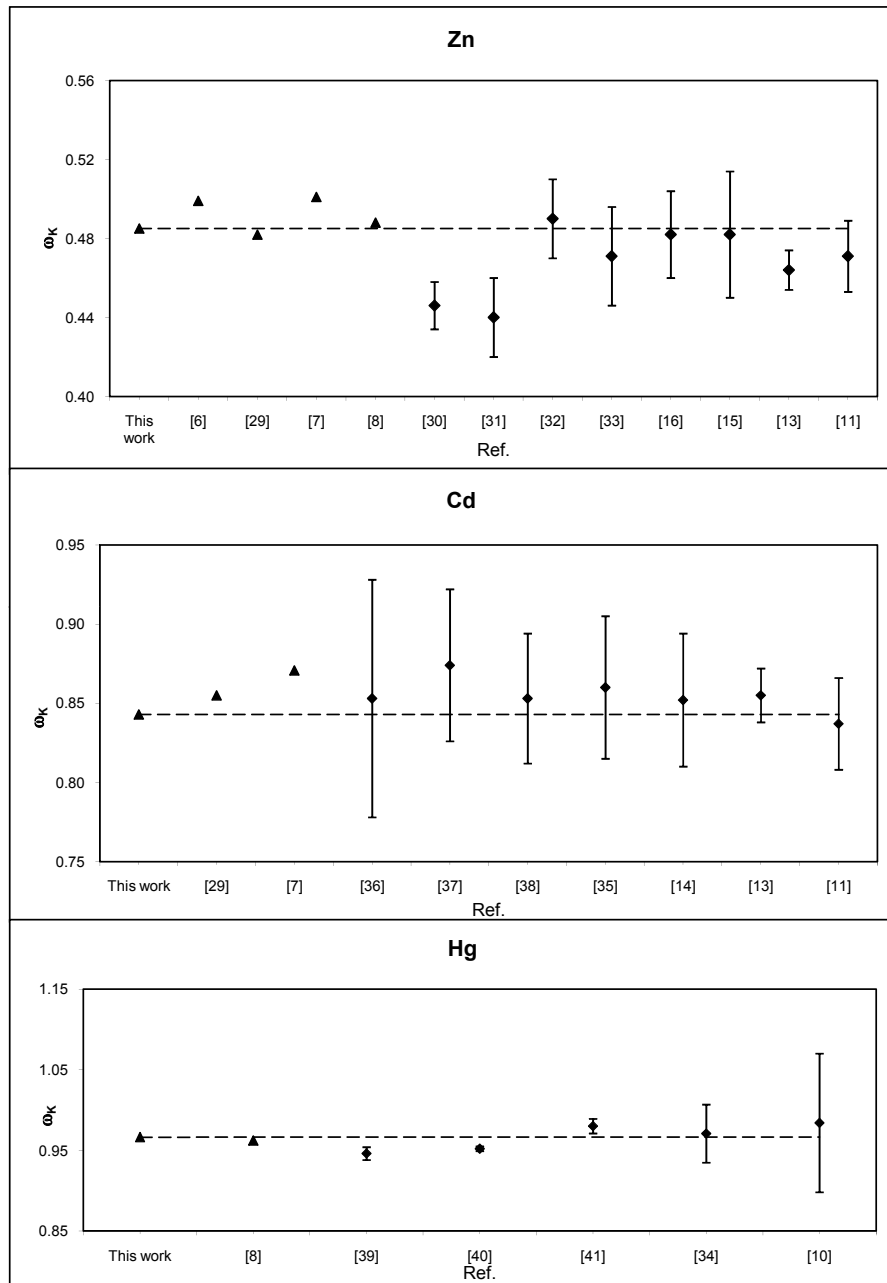 Zn
0.56
0.52
0.48
0.44
0.40
ωK
This work [6] [29] [7] [8] [30] [31] [32] [33] [16] [15] [13] [11]
Ref.
Cd
0.95
0.90
0.85
0.80
0.75
ωK
This work [29] [7] [36] [37] [38] [35] [14] [13] [11]
Ref.
Hg
1.15
1.05
0.95
0.85
ωK
This work [8] [39] [40] [41] [34] [10]
Ref.